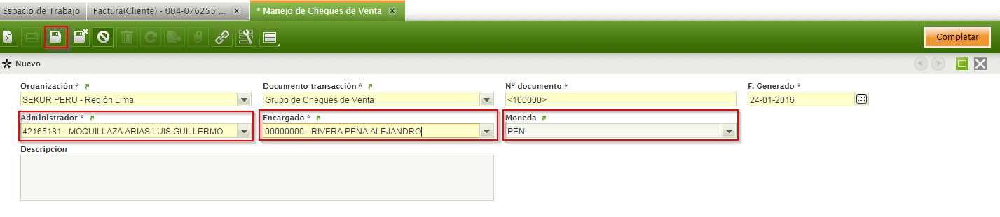 Espacio de Trabajo Factura(Cliente) - 004-076255 ... x * Manejo de Cheques de Venta x
Completar
Nuevo
Organización * Documento transacción * Nº documento * F. Generado *
SEKUR PERU - Región Lima Grupo de Cheques de Venta <100000> 24-01-2016
Administrador * Encargado * Moneda
42165181 - MOQUILLAZA ARIAS LUIS GUILLERMO 00000000 - RIVERA PEÑA ALEJANDRO PEN
Descripción